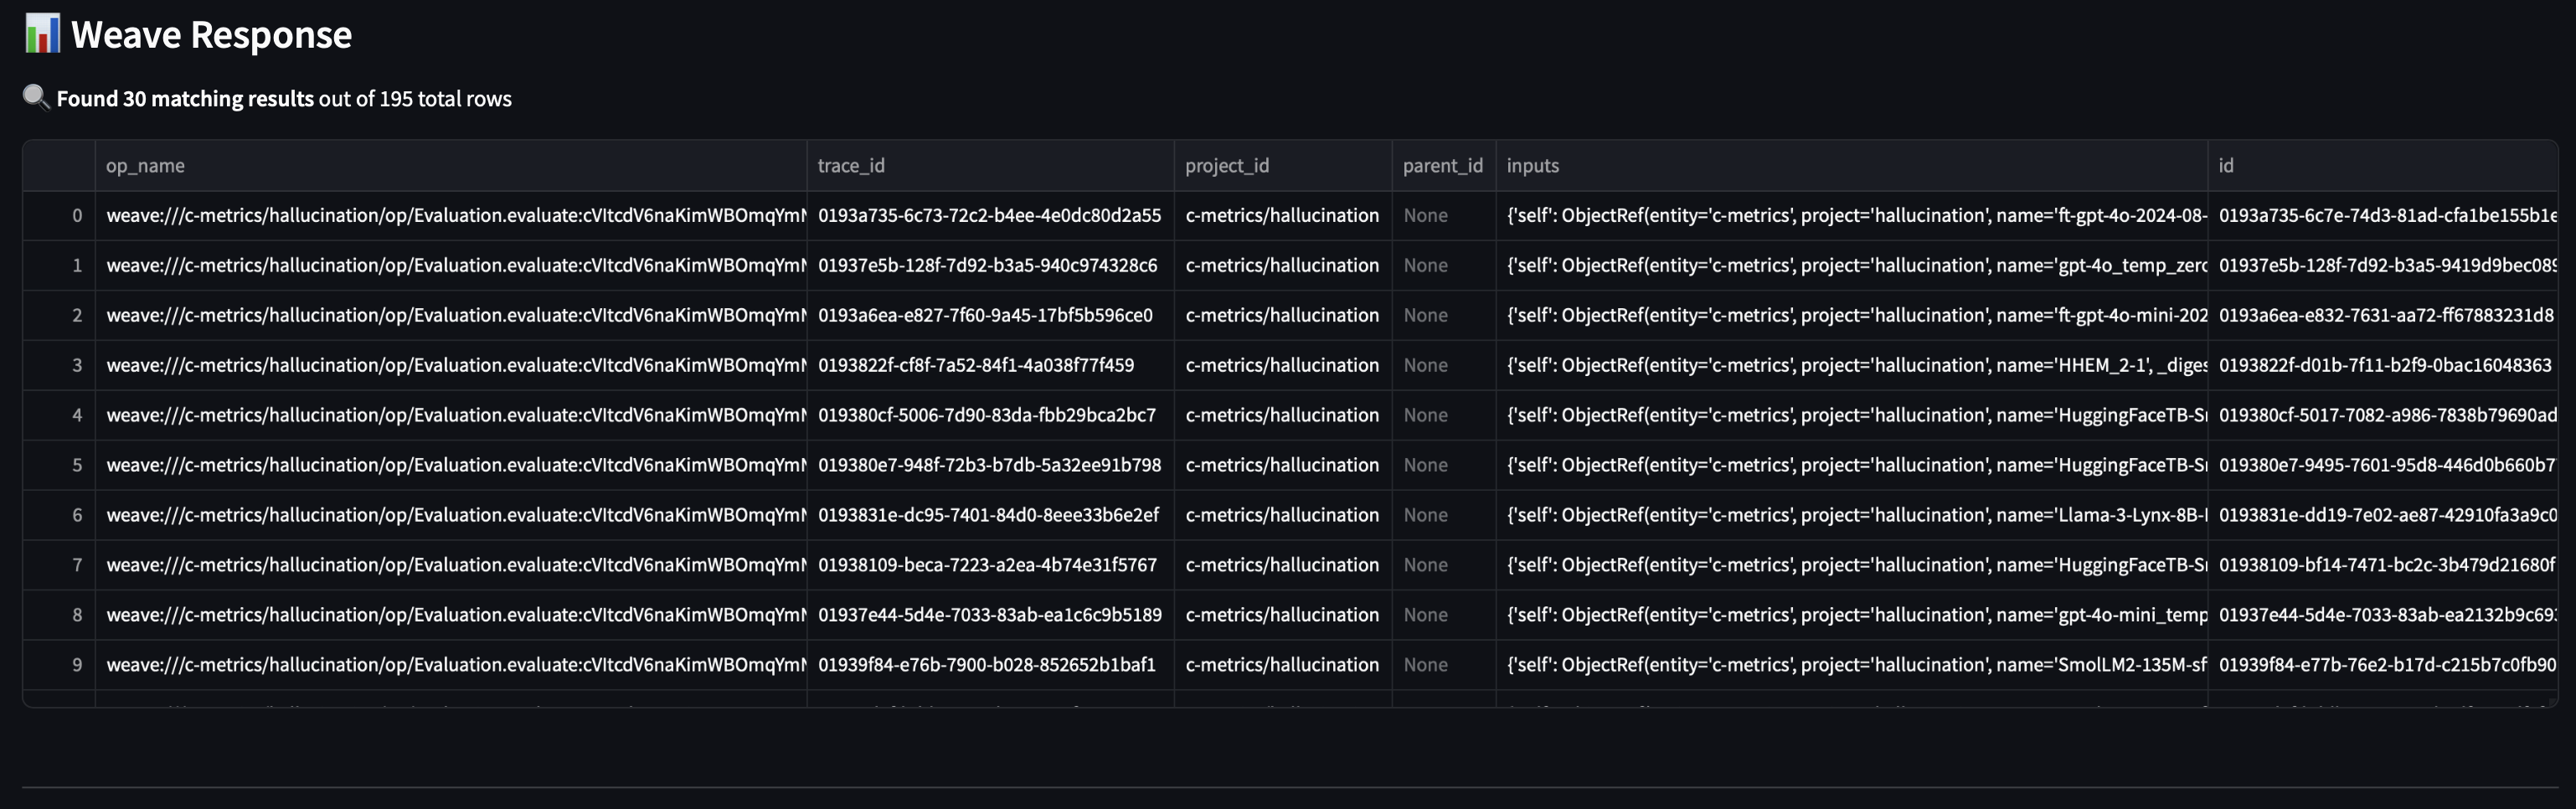 Weave Response
Found 30 matching results out of 195 total rows
op_name trace_id project_id parent_id inputs id
0 weave:///c-metrics/hallucination/op/Evaluation.evaluate:cVItcdV6naKimWBOmqYmN 0193a735-6c73-72c2-b4ee-4e0dc80d2a55 c-metrics/hallucination None {'self': ObjectRef(entity='c-metrics', project='hallucination', name='ft-gpt-4o-2024-08- 0193a735-6c7e-74d3-81ad-cfa1be155b1e
1 weave:///c-metrics/hallucination/op/Evaluation.evaluate:cVItcdV6naKimWBOmqYmN 01937e5b-128f-7d92-b3a5-940c974328c6 c-metrics/hallucination None {'self': ObjectRef(entity='c-metrics', project='hallucination', name='gpt-4o_temp_zero 01937e5b-128f-7d92-b3a5-9419d9bec089
2 weave:///c-metrics/hallucination/op/Evaluation.evaluate:cVItcdV6naKimWBOmqYmN 0193a6ea-e827-7f60-9a45-17bf5b596ce0 c-metrics/hallucination None {'self': ObjectRef(entity='c-metrics', project='hallucination', name='ft-gpt-4o-mini-202 0193a6ea-e832-7631-aa72-ff67883231d8
3 weave:///c-metrics/hallucination/op/Evaluation.evaluate:cVItcdV6naKimWBOmqYmN 0193822f-cf8f-7a52-84f1-4a038f77f459 c-metrics/hallucination None {'self': ObjectRef(entity='c-metrics', project='hallucination', name='HHEM_2-1', _diges 0193822f-d01b-7f11-b2f9-0bac16048363
4 weave:///c-metrics/hallucination/op/Evaluation.evaluate:cVItcdV6naKimWBOmqYmN 019380cf-5006-7d90-83da-fbb29bca2bc7 c-metrics/hallucination None {'self': ObjectRef(entity='c-metrics', project='hallucination', name='HuggingFaceTB-Sm 019380cf-5017-7082-a986-7838b79690ad
5 weave:///c-metrics/hallucination/op/Evaluation.evaluate:cVItcdV6naKimWBOmqYmN 019380e7-948f-72b3-b7db-5a32ee91b798 c-metrics/hallucination None {'self': ObjectRef(entity='c-metrics', project='hallucination', name='HuggingFaceTB-Sm 019380e7-9495-7601-95d8-446d0b660b7
6 weave:///c-metrics/hallucination/op/Evaluation.evaluate:cVItcdV6naKimWBOmqYmN 0193831e-dc95-7401-84d0-8eee33b6e2ef c-metrics/hallucination None {'self': ObjectRef(entity='c-metrics', project='hallucination', name='Llama-3-Lynx-8B-I 0193831e-dd19-7e02-ae87-42910fa3a9c0
7 weave:///c-metrics/hallucination/op/Evaluation.evaluate:cVItcdV6naKimWBOmqYmN 01938109-beca-7223-a2ea-4b74e31f5767 c-metrics/hallucination None {'self': ObjectRef(entity='c-metrics', project='hallucination', name='HuggingFaceTB-Sm 01938109-bf14-7471-bc2c-3b479d21680f
8 weave:///c-metrics/hallucination/op/Evaluation.evaluate:cVItcdV6naKimWBOmqYmN 01937e44-5d4e-7033-83ab-ea1c6c9b5189 c-metrics/hallucination None {'self': ObjectRef(entity='c-metrics', project='hallucination', name='gpt-4o-mini_temp 01937e44-5d4e-7033-83ab-ea2132b9c693
9 weave:///c-metrics/hallucination/op/Evaluation.evaluate:cVItcdV6naKimWBOmqYmN 01939f84-e76b-7900-b028-852652b1baf1 c-metrics/hallucination None {'self': ObjectRef(entity='c-metrics', project='hallucination', name='SmolLM2-135M-sf 01939f84-e77b-76e2-b17d-c215b7c0fb90